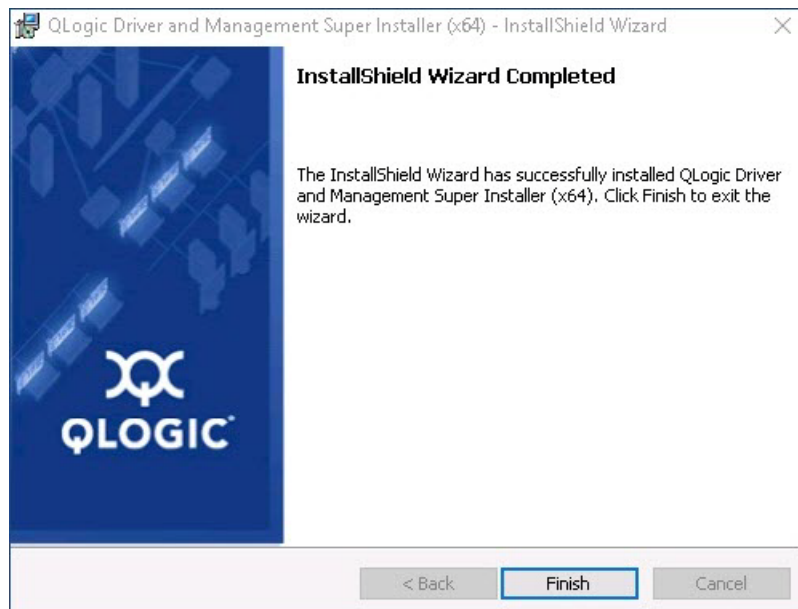 QLogic Driver and Management Super Installer (x64) - InstallShield Wizard
InstallShield Wizard Completed
The InstallShield Wizard has successfully installed QLogic Driver
and Management Super Installer (x64). Click Finish to exit the
wizard.
QLOGIC
< Back
Finish
Cancel